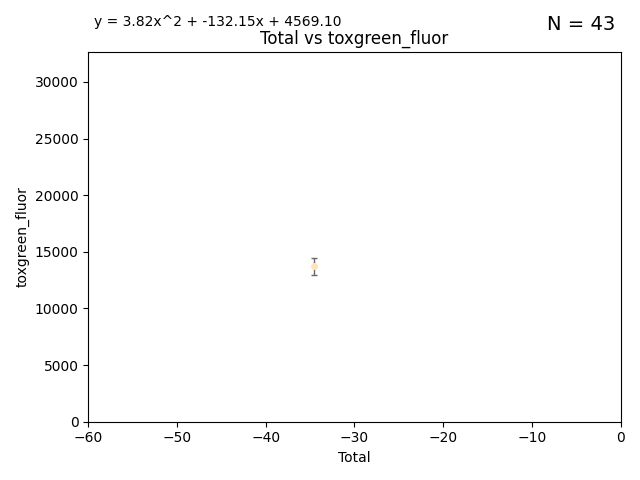 y = 3.82x^2 + -132.15x + 4569.10
N = 43
Total vs toxgreen_fluor
30000
25000
20000
15000
10000
5000
0
toxgreen_fluor
−60 −50 −40 −30 −20 −10 0
Total